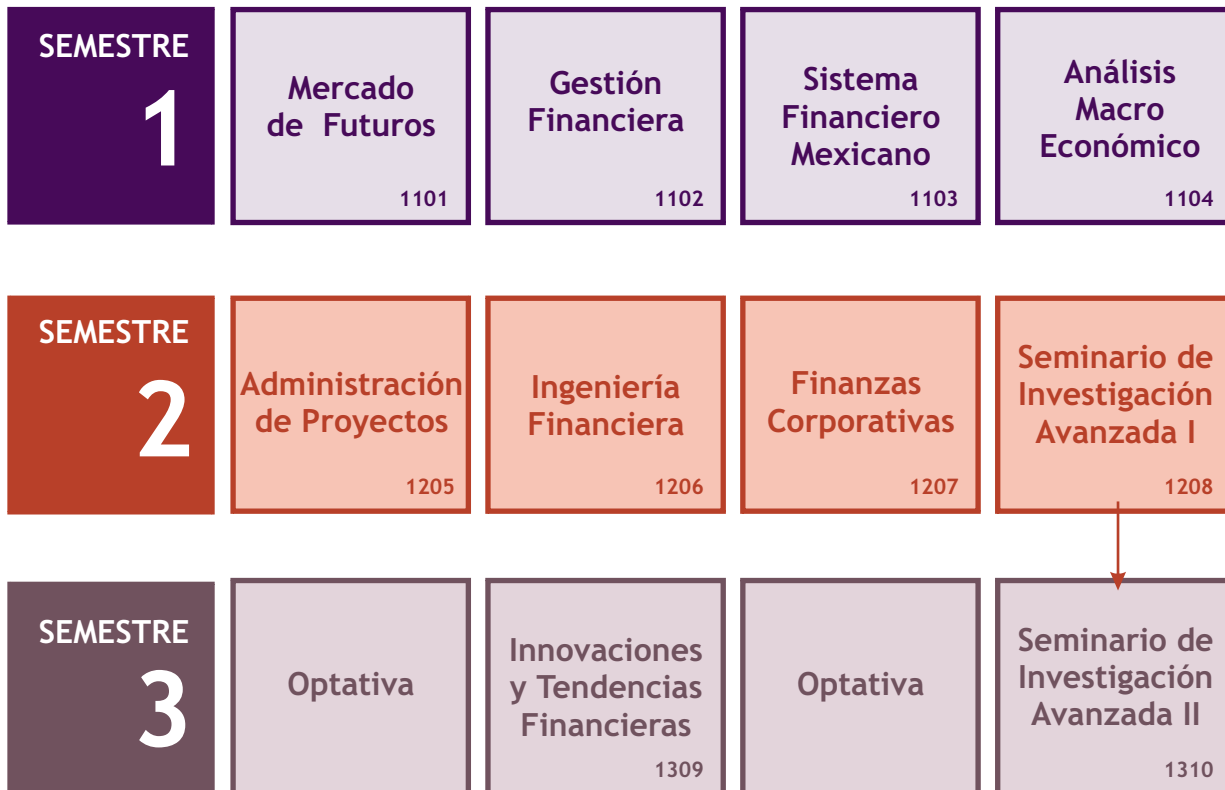 SEMESTRE
1
Mercado
de Futuros
1101
Gestión
Financiera
1102
Sistema
Financiero
Mexicano
1103
Análisis
Macro
Económico
1104
SEMESTRE
2
Administración
de Proyectos
1205
Ingeniería
Financiera
1206
Finanzas
Corporativas
1207
Seminario de
Investigación
Avanzada I
1208
SEMESTRE
3
Optativa
Innovaciones
y Tendencias
Financieras
1309
Optativa
Seminario de
Investigación
Avanzada II
1310